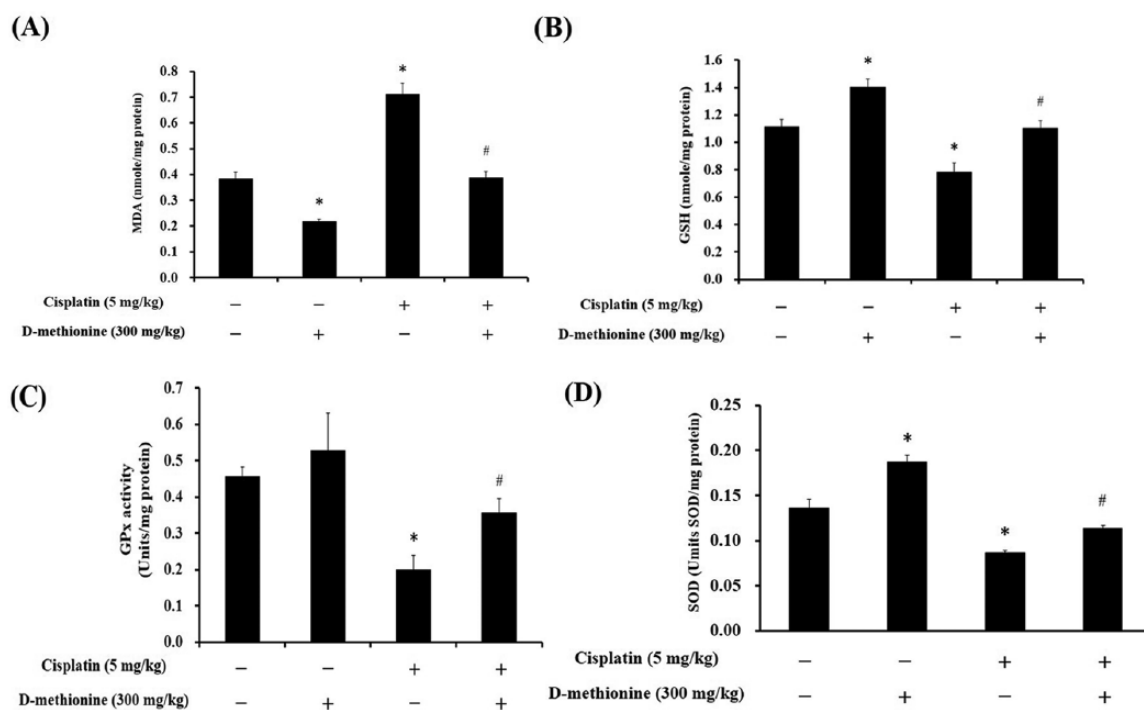 (A)
MDA (nmole/mg protein)
0.8
0.7
0.6
0.5
0.4
0.3
0.2
0.1
0.0
*
*
#
Cisplatin (5 mg/kg) − − + +
D-methionine (300 mg/kg) − + − +
(B)
GSH (nmole/mg protein)
1.6
1.4
1.2
1.0
0.8
0.6
0.4
0.2
0.0
*
*
#
Cisplatin (5 mg/kg) − − + +
D-methionine (300 mg/kg) − + − +
(C)
GPx activity
(Units/mg protein)
0.7
0.6
0.5
0.4
0.3
0.2
0.1
0.0
*
#
Cisplatin (5 mg/kg) − − + +
D-methionine (300 mg/kg) − + − +
(D)
SOD (Umits SOD/mg protein)
0.25
0.20
0.15
0.10
0.05
0.00
*
*
#
Cisplatin (5 mg/kg) − − + +
D-methionine (300 mg/kg) − + − +